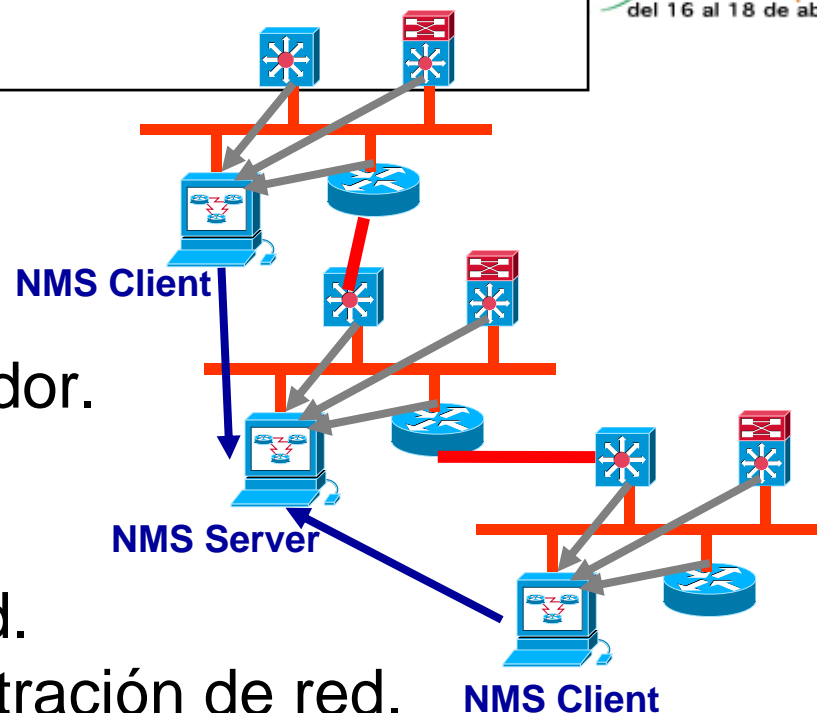 del 16 al 18 de ab
NMS Client
dor.
NMS Server
d.
tración de red.
NMS Client